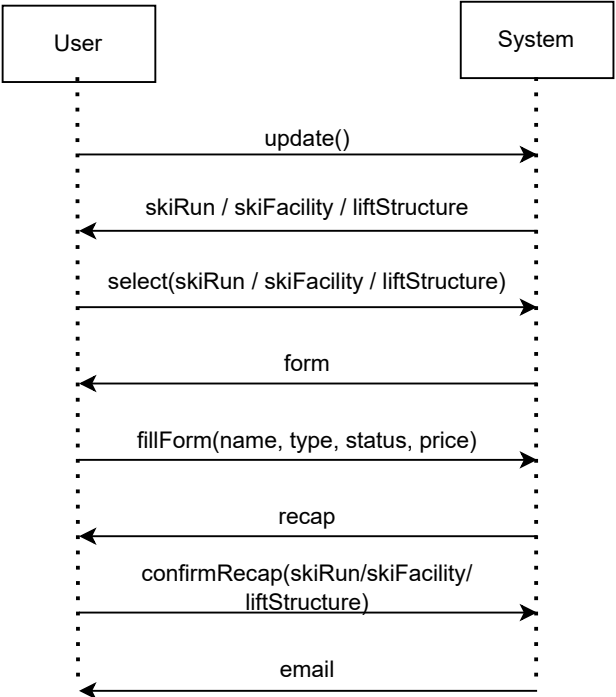 User
System
update()
skiRun / skiFacility / liftStructure
select(skiRun / skiFacility / liftStructure)
form
fillForm(name, type, status, price)
recap
confirmRecap(skiRun/skiFacility/
liftStructure)
email